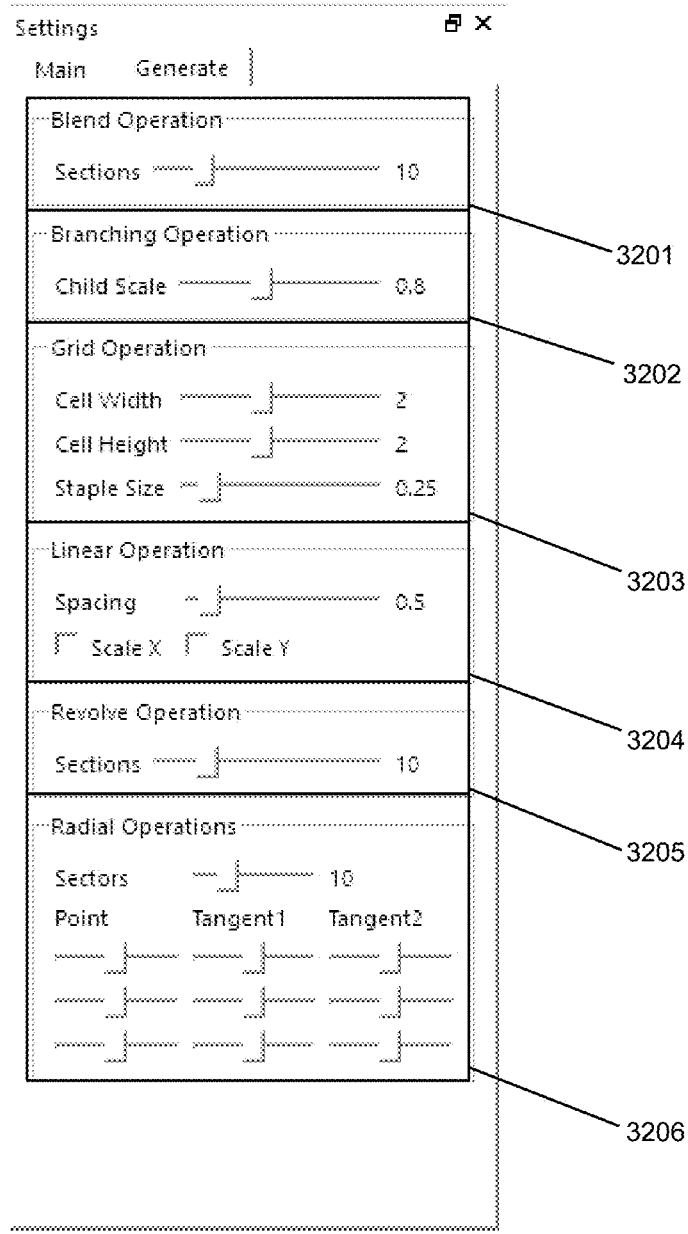 Settings
Main Generate
Blend Operation
Sections 10
3201
Branching Operation
Child Scale 0.8
3202
Grid Operation
Cell Width 2
Cell Height 2
Staple Size 0.25
3203
Linear Operation
Spacing 0.5
Scale X Scale Y
3204
Revolve Operation
Sections 10
3205
Radial Operations
Sectors 10
Point Tangent1 Tangent2
3206